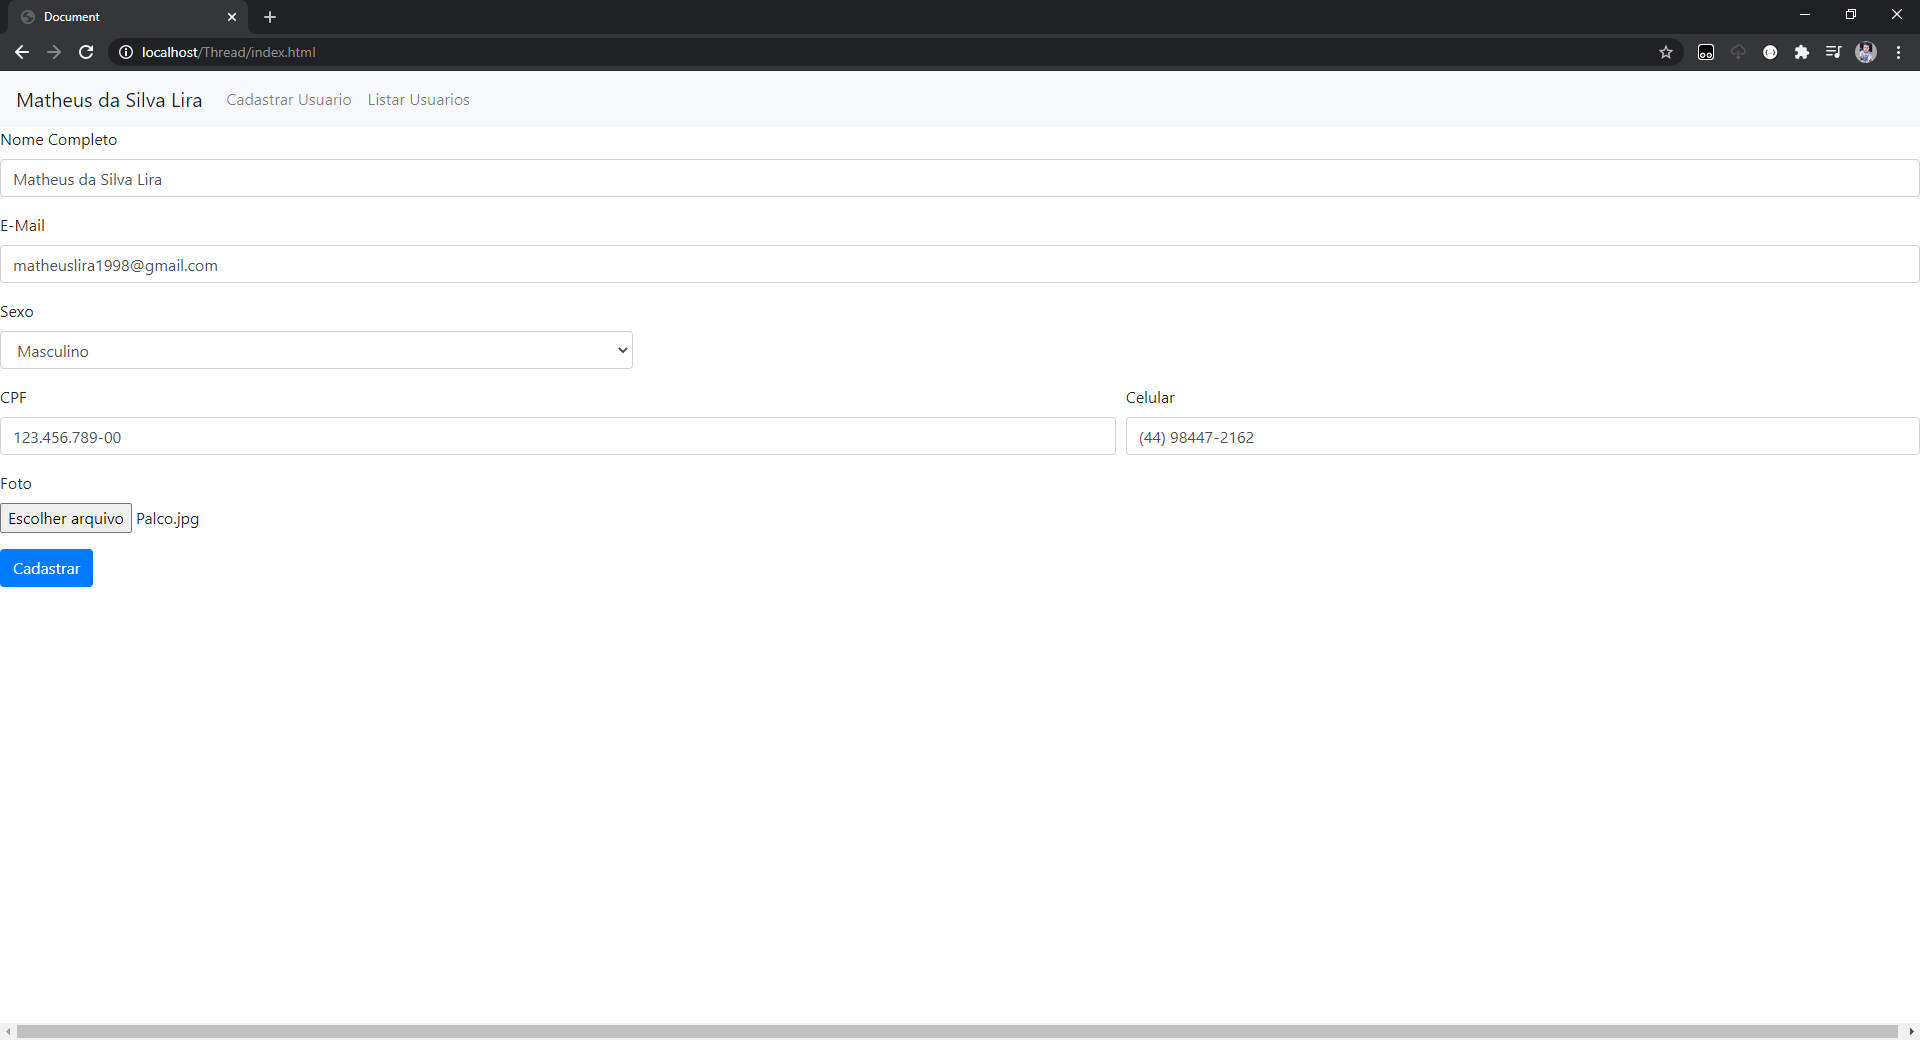 Document
localhost/Thread/index.html
Matheus da Silva Lira Cadastrar Usuario Listar Usuarios
Nome Completo
Matheus da Silva Lira
E-Mail
matheuslira1998@gmail.com
Sexo
Masculino
CPF Celular
123.456.789-00 (44) 98447-2162
Foto
Escolher arquivo Palco.jpg
Cadastrar